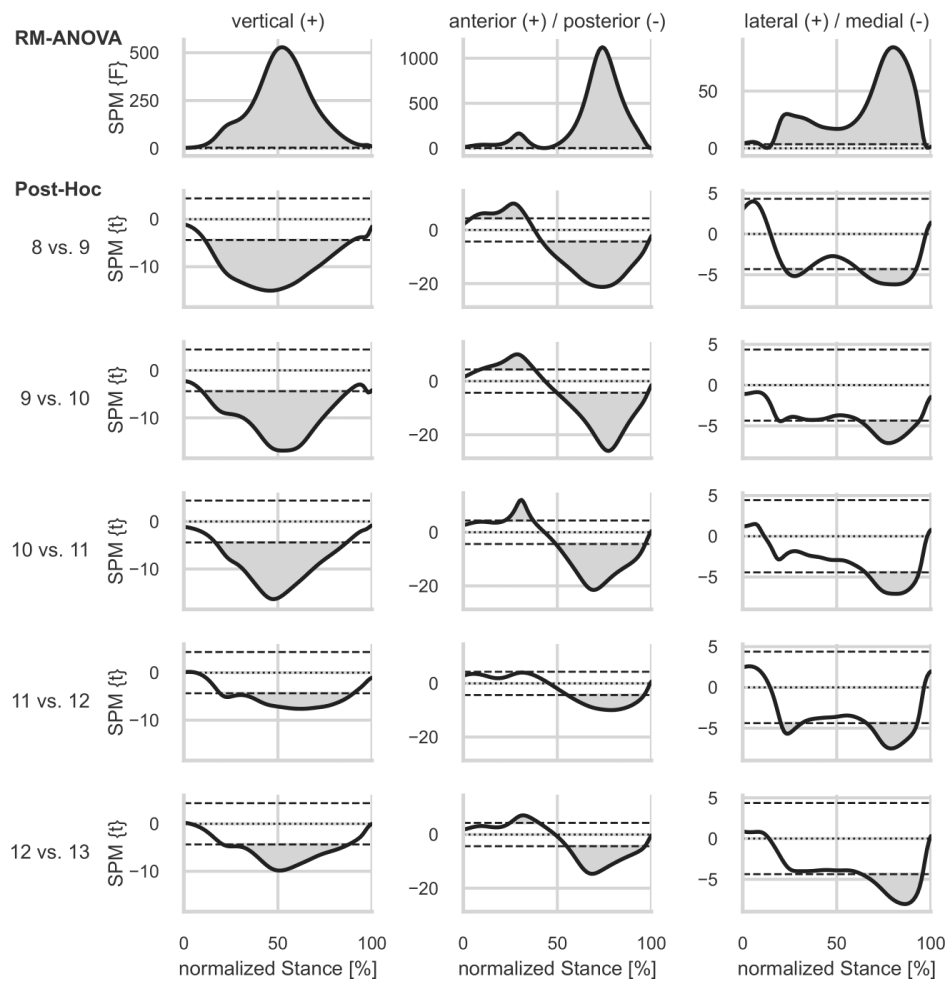 vertical (+) anterior (+) / posterior (-) lateral (+) / medial (-)
RM-ANOVA
SPM {F}
500
250
0
1000
500
0
50
0
Post-Hoc
8 vs. 9
SPM {t}
0
−10
0
−20
5
0
−5
9 vs. 10
SPM {t}
0
−10
0
−20
5
0
−5
10 vs. 11
SPM {t}
0
−10
0
−20
5
0
−5
11 vs. 12
SPM {t}
0
−10
0
−20
5
0
−5
12 vs. 13
SPM {t}
0
−10
0
−20
5
0
−5
0 50 100 0 50 100 0 50 100
normalized Stance [%] normalized Stance [%] normalized Stance [%]